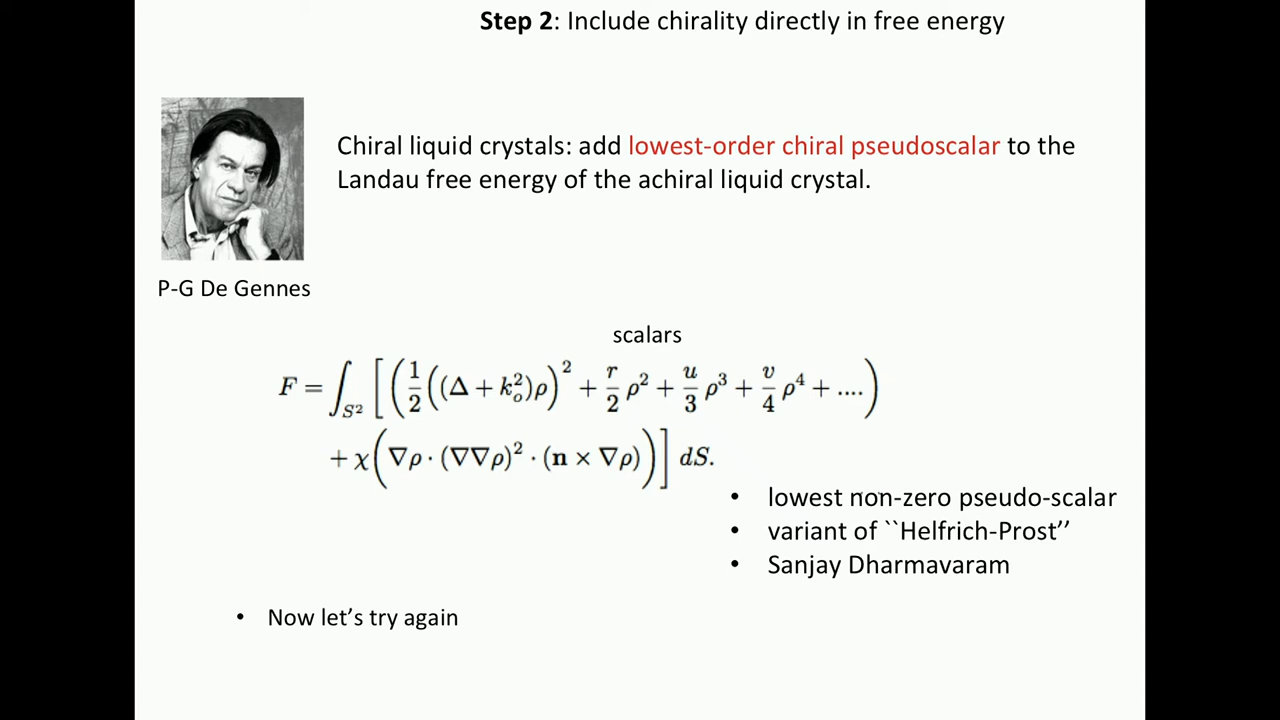 Step 2: Include chirality directly in free energy
Chiral liquid crystals: add lowest-order chiral pseudoscalar to the
Landau free energy of the achiral liquid crystal.
P-G De Gennes
scalars
F = ∫_{S²} [ ( 1/2 ((Δ + k_o²)ρ)² + r/2 ρ² + u/3 ρ³ + v/4 ρ⁴ + .... )
+ χ ( ∇ρ · (∇∇ρ)² · (n × ∇ρ) ) ] dS.
• lowest non-zero pseudo-scalar
• variant of ``Helfrich-Prost’’
• Sanjay Dharmavaram
• Now let’s try again